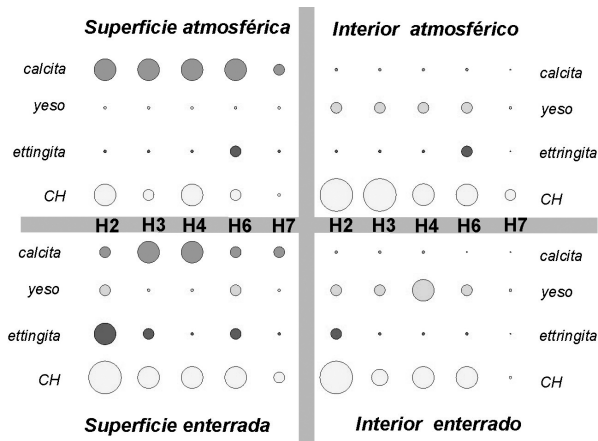 Superficie atmosférica Interior atmosférico
calcita calcita
yeso yeso
ettingita ettringita
CH CH
H2 H3 H4 H6 H7 H2 H3 H4 H6 H7
calcita calcita
yeso yeso
ettingita ettringita
CH CH
Superficie enterrada Interior enterrado